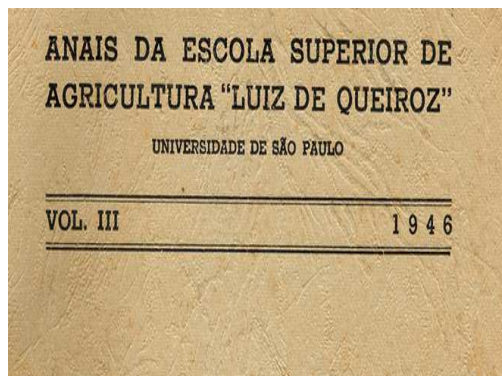 ANAIS DA ESCOLA SUPERIOR DE
AGRICULTURA "LUIZ DE QUEIROZ"
UNIVERSIDADE DE SÃO PAULO
VOL. III 1946